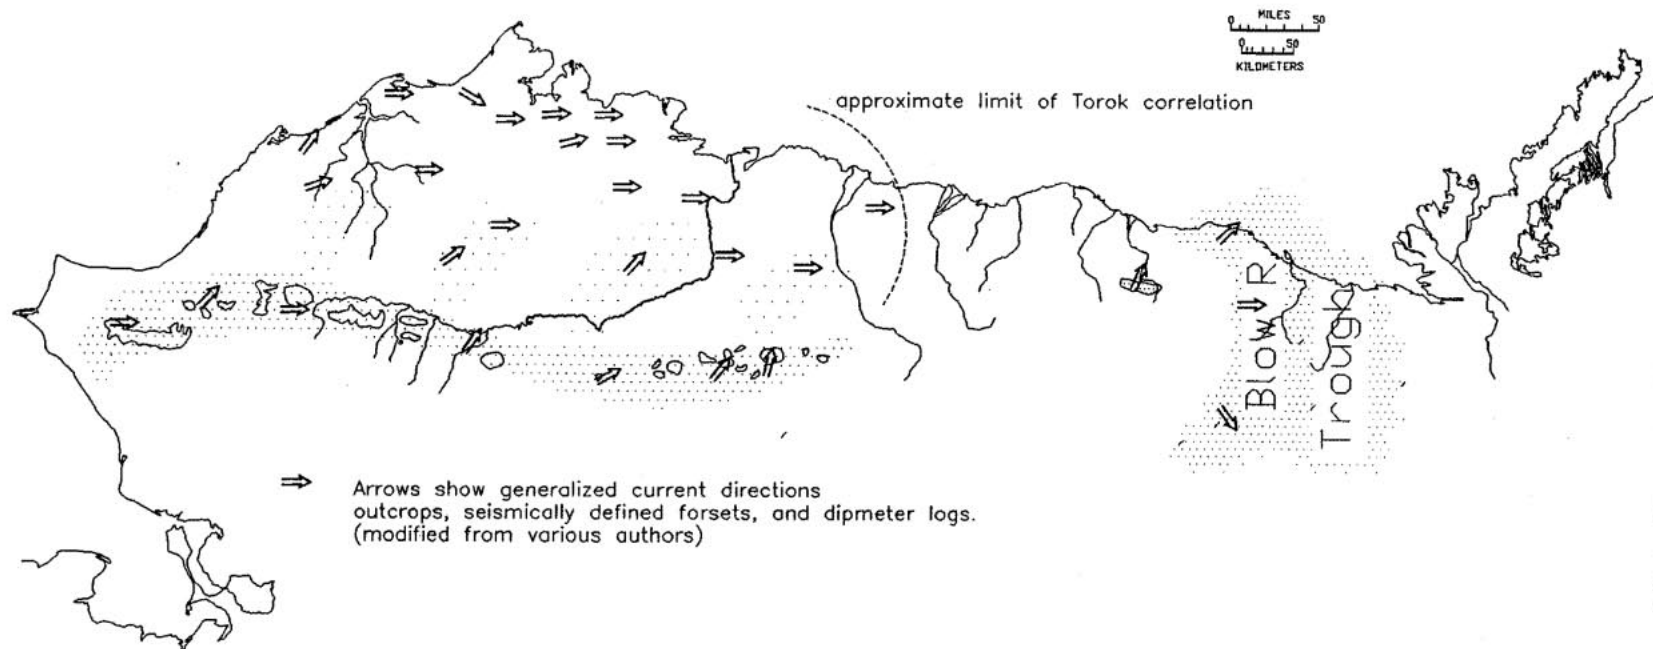 MILES
0 50
0 50
KILOMETERS
approximate limit of Torok correlation
Blow R
Trough
Arrows show generalized current directions
outcrops, seismically defined forsets, and dipmeter logs.
(modified from various authors)